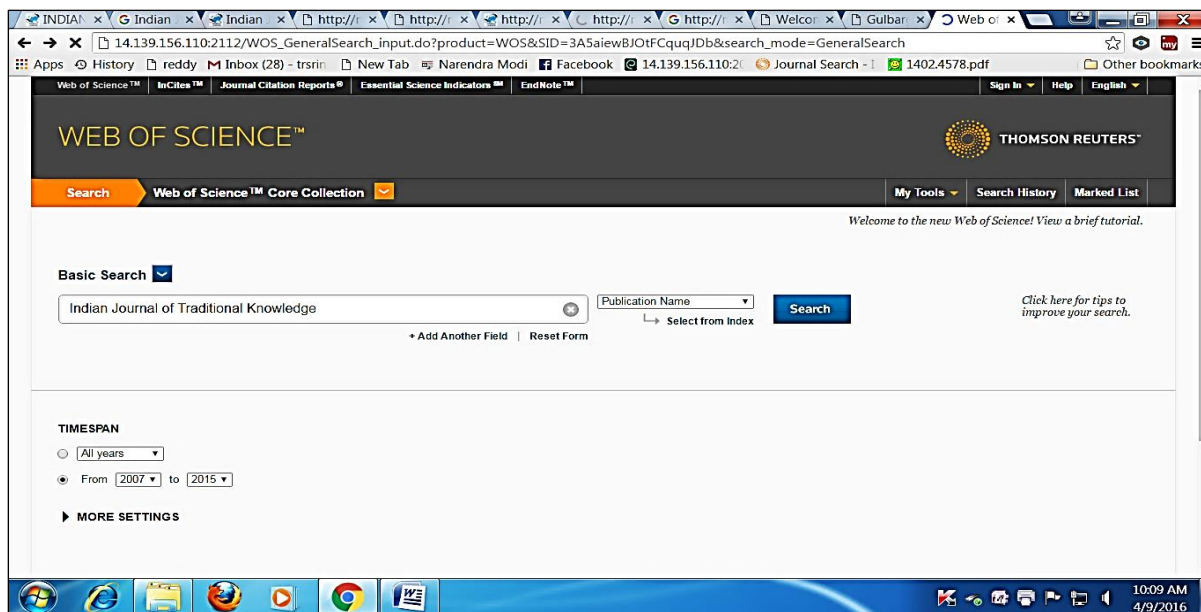 INDIAN G Indian Indian http://r http://r http://r http://r G http://r Welcor Gulbar Web of
14.139.156.110:2112/WOS_GeneralSearch_input.do?product=WOS&SID=3A5aiewBJOtFCquqJDb&search_mode=GeneralSearch my
Apps History reddy Inbox (28) - trsrin New Tab Narendra Modi Facebook 14.139.156.110:2 Journal Search - I 1402.4578.pdf Other bookmarks
Web of Science™ InCites™ Journal Citation Reports® Essential Science Indicators℠ EndNote™ Sign In Help English
WEB OF SCIENCE™ THOMSON REUTERS™
Search Web of Science™ Core Collection My Tools Search History Marked List
Welcome to the new Web of Science! View a brief tutorial.
Basic Search
Indian Journal of Traditional Knowledge Publication Name Search Click here for tips to
Select from Index improve your search.
+ Add Another Field | Reset Form
TIMESPAN
All years
From 2007 to 2015
MORE SETTINGS
10:09 AM
4/9/2016